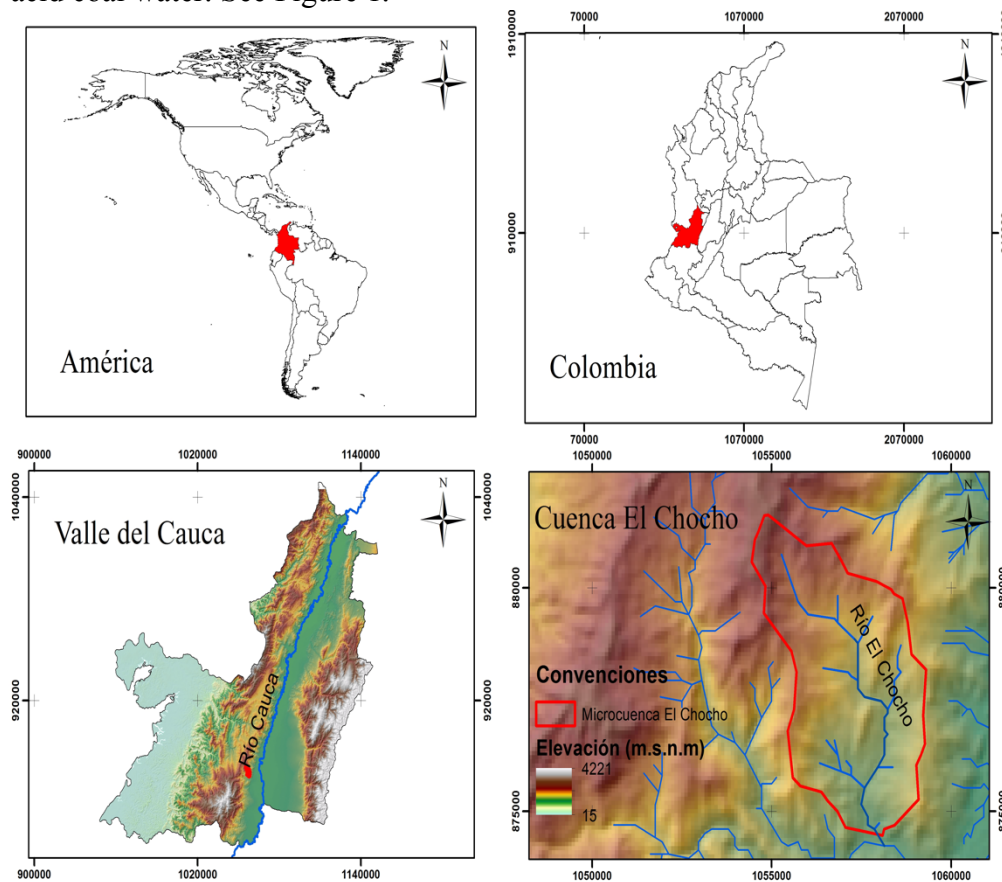 acid coal water. See Figure 1.
N
América
70000
1070000
2070000
1910000
910000
N
Colombia
70000
1070000
2070000
900000
1020000
1140000
1040000
920000
N
Valle del Cauca
Río Cauca
900000
1020000
1140000
1050000
1055000
1060000
880000
875000
N
Cuenca El Chocho
Río El Chocho
Convenciones
Microcuenca El Chocho
Elevación (m.s.n.m)
4221
15
1050000
1055000
1060000